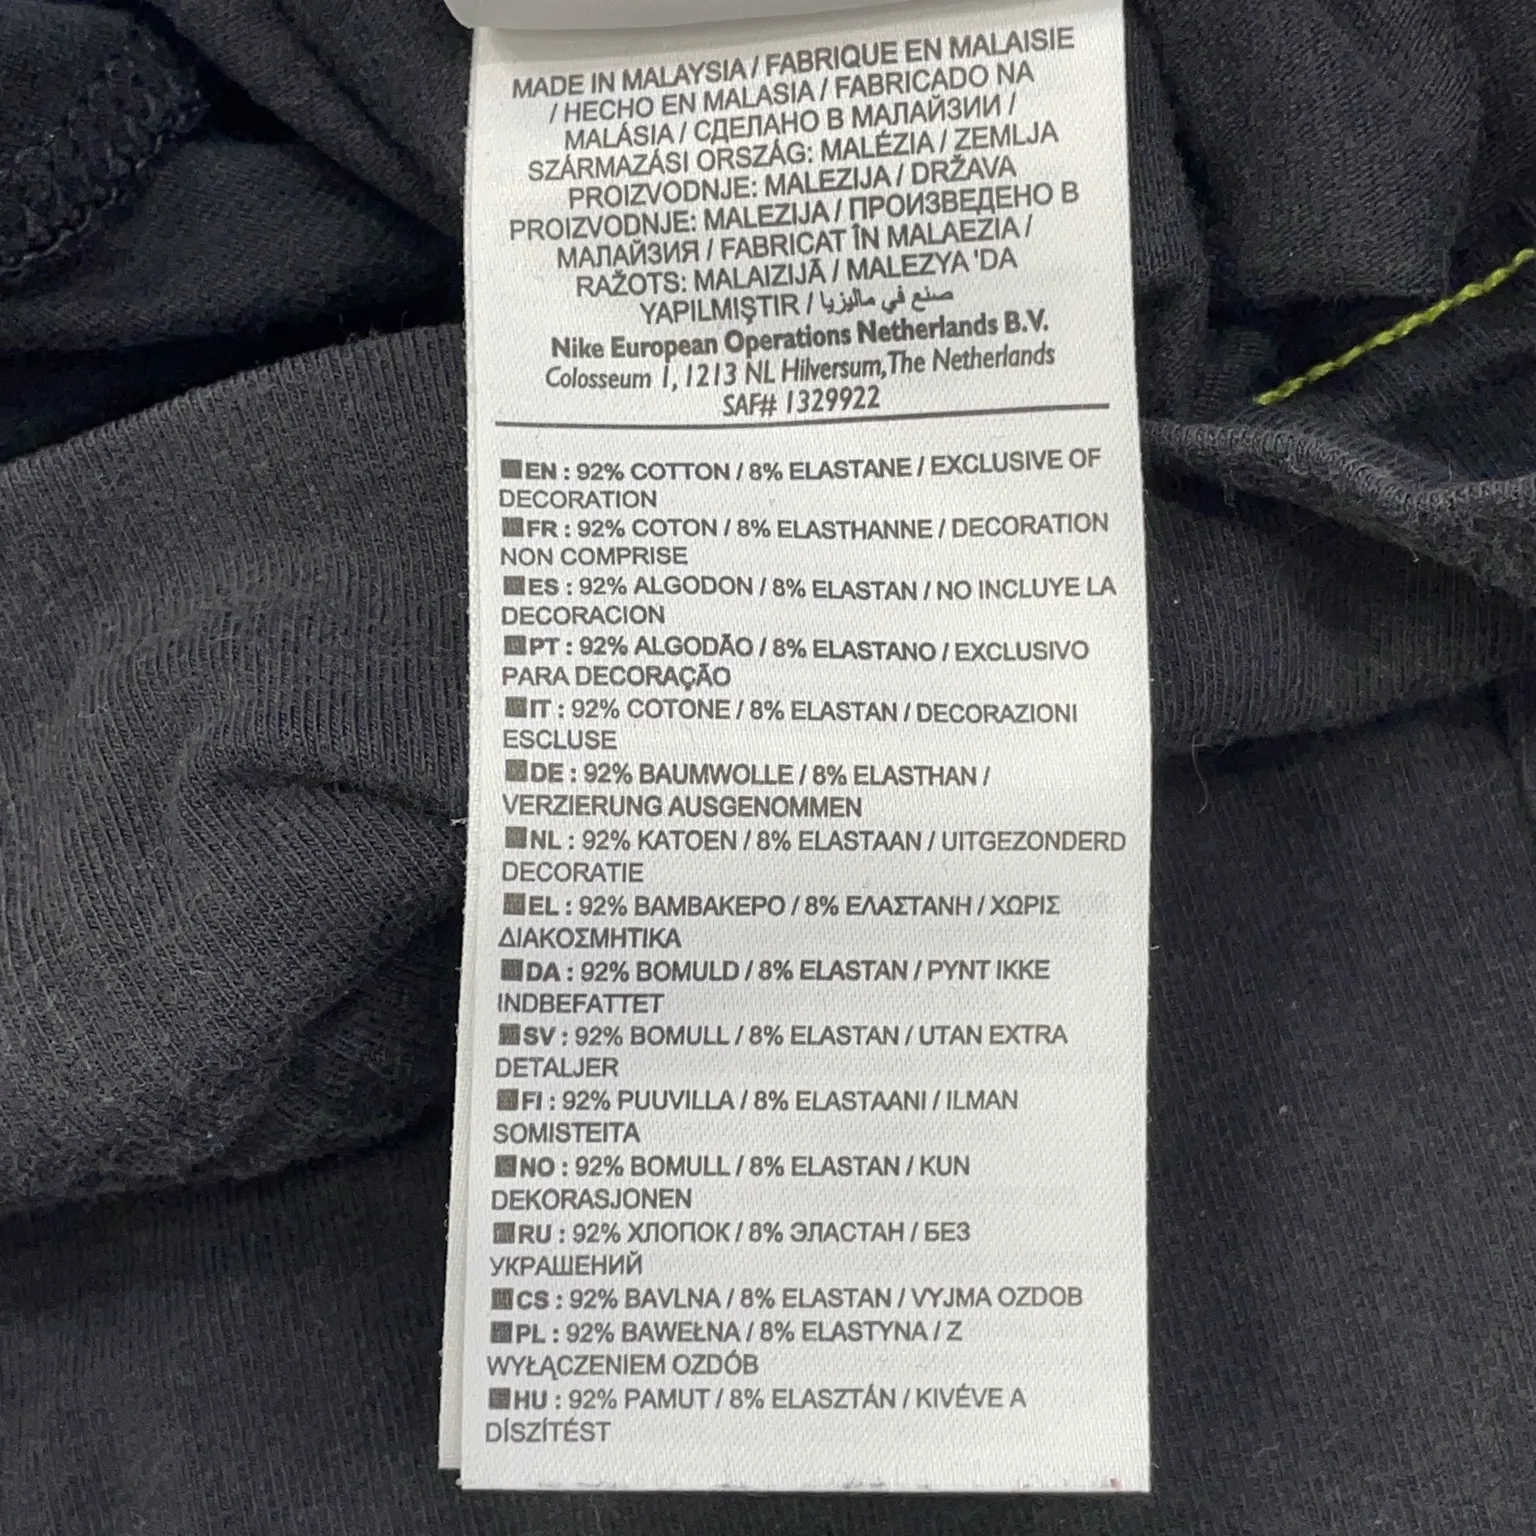 MADE IN MALAYSIA / FABRIQUE EN MALAISIE
/ HECHO EN MALASIA / FABRICADO NA
MALÁSIA / СДЕЛАНО В МАЛАЙЗИИ /
SZÁRMAZÁSI ORSZÁG: MALÉZIA / ZEMLJA
PROIZVODNJE: MALEZIJA / DRŽAVA
PROIZVODNJE: MALEZIJA / ПРОИЗВЕДЕНО В
МАЛАЙЗИЯ / FABRICAT ÎN MALAEZIA /
RAŽOTS: MALAIZIJĀ / MALEZYA 'DA
YAPILMIŞTIR / صنع في ماليزيا
Nike European Operations Netherlands B.V.
Colosseum 1, 1213 NL Hilversum, The Netherlands
SAF# 1329922
EN : 92% COTTON / 8% ELASTANE / EXCLUSIVE OF
DECORATION
FR : 92% COTON / 8% ELASTHANNE / DECORATION
NON COMPRISE
ES : 92% ALGODON / 8% ELASTAN / NO INCLUYE LA
DECORACION
PT : 92% ALGODÃO / 8% ELASTANO / EXCLUSIVO
PARA DECORAÇÃO
IT : 92% COTONE / 8% ELASTAN / DECORAZIONI
ESCLUSE
DE : 92% BAUMWOLLE / 8% ELASTHAN /
VERZIERUNG AUSGENOMMEN
NL : 92% KATOEN / 8% ELASTAAN / UITGEZONDERD
DECORATIE
EL : 92% ΒΑΜΒΑΚΕΡΟ / 8% ΕΛΑΣΤΑΝΗ / ΧΩΡΙΣ
ΔΙΑΚΟΣΜΗΤΙΚΑ
DA : 92% BOMULD / 8% ELASTAN / PYNT IKKE
INDBEFATTET
SV : 92% BOMULL / 8% ELASTAN / UTAN EXTRA
DETALJER
FI : 92% PUUVILLA / 8% ELASTAANI / ILMAN
SOMISTEITA
NO : 92% BOMULL / 8% ELASTAN / KUN
DEKORASJONEN
RU : 92% ХЛОПОК / 8% ЭЛАСТАН / БЕЗ
УКРАШЕНИЙ
CS : 92% BAVLNA / 8% ELASTAN / VYJMA OZDOB
PL : 92% BAWEŁNA / 8% ELASTYNA / Z
WYŁĄCZENIEM OZDÓB
HU : 92% PAMUT / 8% ELASZTÁN / KIVÉVE A
DÍSZÍTÉST